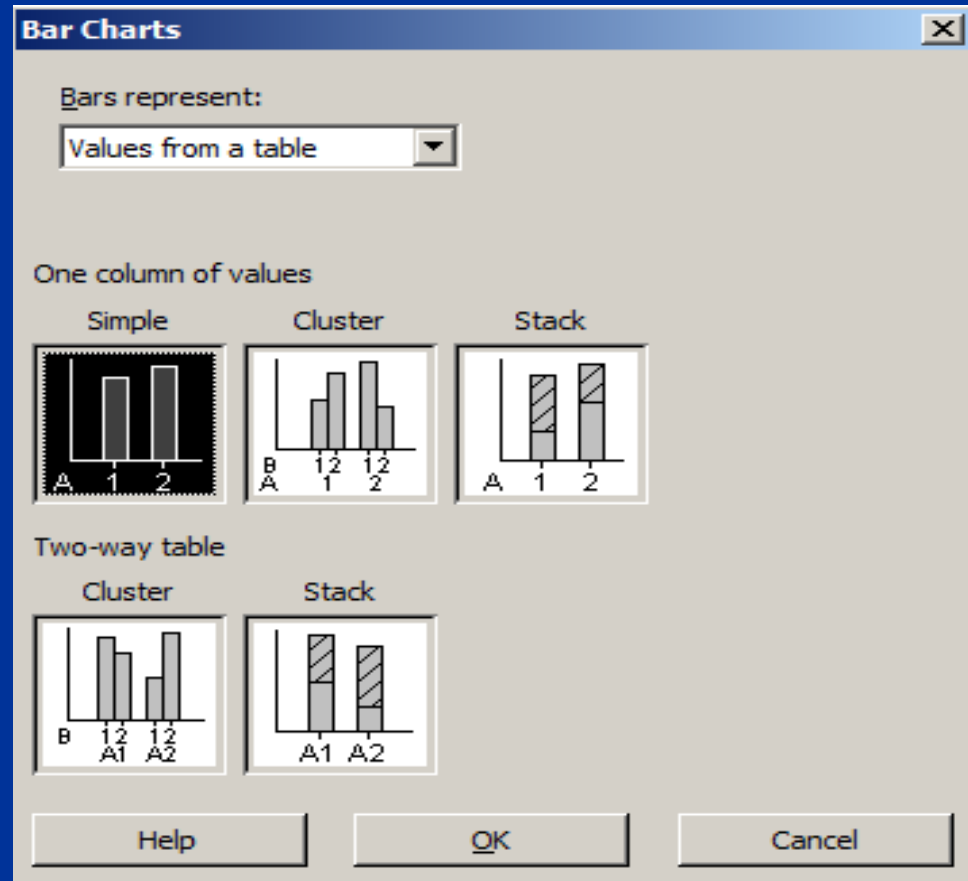 Bar Charts
Bars represent:
Values from a table
One column of values
Simple Cluster Stack
A 1 2
B 1 2 1 2
A 1 2
A 1 2
Two-way table
Cluster Stack
B 1 2 1 2
A1 A2
A1 A2
Help OK Cancel